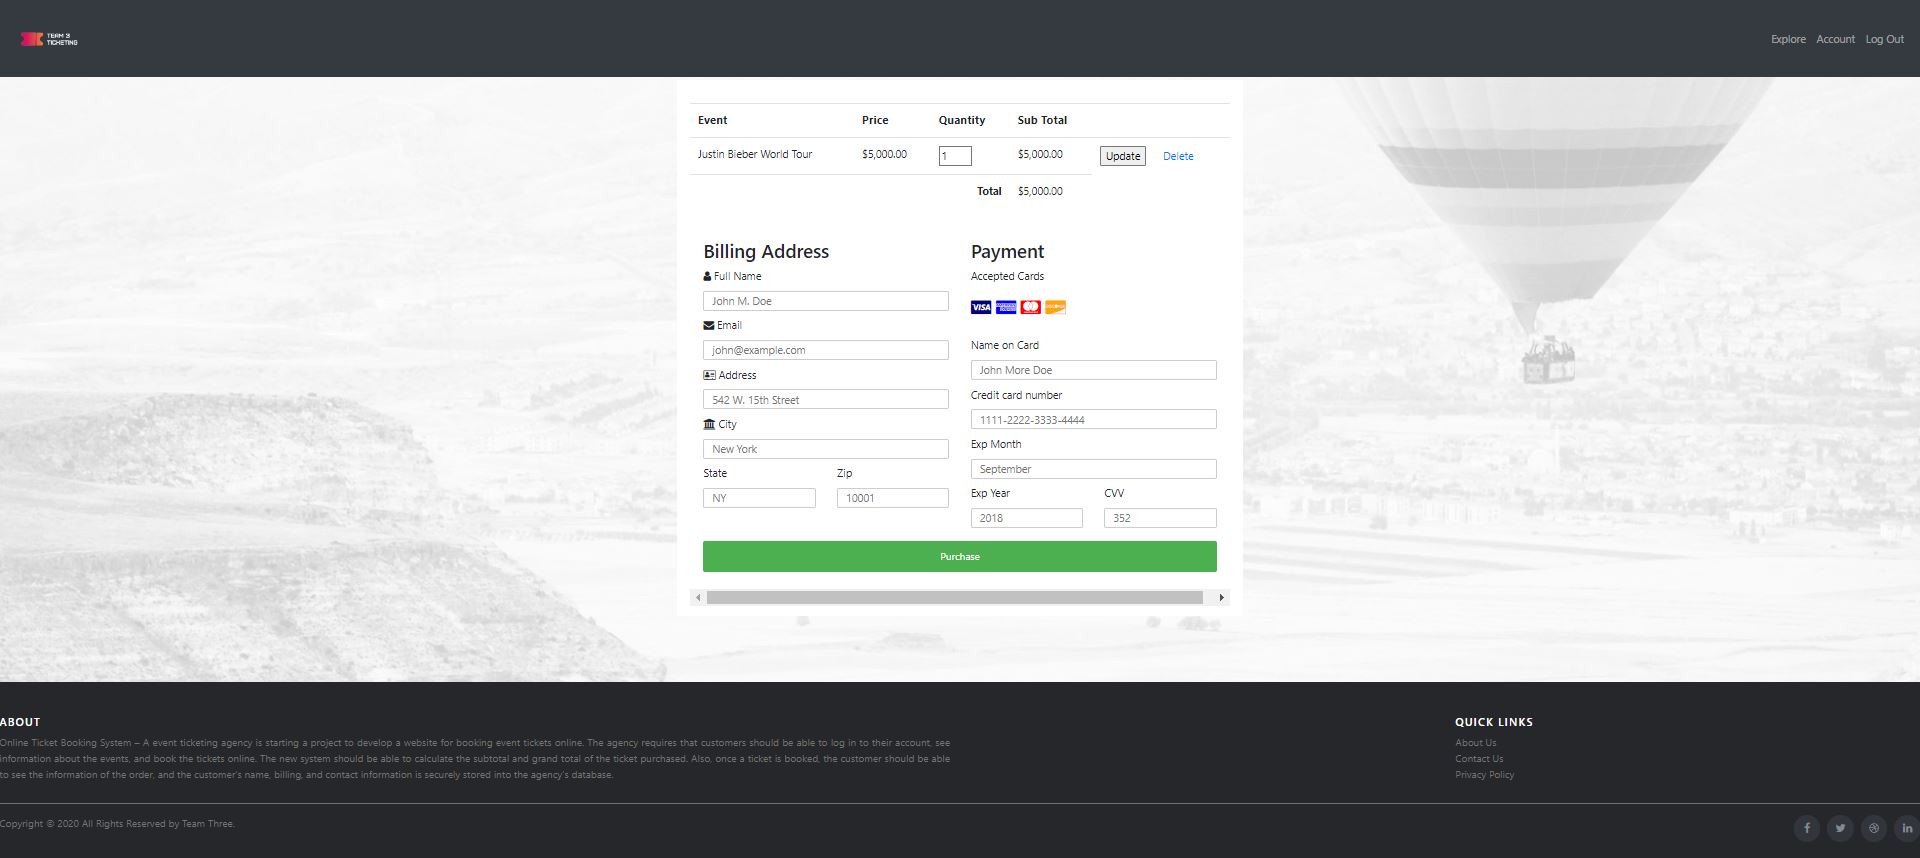 TEAM 3
TICKETING
Explore Account Log Out
Event Price Quantity Sub Total
Justin Bieber World Tour $5,000.00 1 $5,000.00 Update Delete
Total $5,000.00
Billing Address
Full Name
John M. Doe
Email
john@example.com
Address
542 W. 15th Street
City
New York
State Zip
NY 10001
Payment
Accepted Cards
VISA
Name on Card
John More Doe
Credit card number
1111-2222-3333-4444
Exp Month
September
Exp Year CVV
2018 352
Purchase
ABOUT
Online Ticket Booking System – A event ticketing agency is starting a project to develop a website for booking event tickets online. The agency requires that customers should be able to log in to their account, see
information about the events, and book the tickets online. The new system should be able to calculate the subtotal and grand total of the ticket purchased. Also, once a ticket is booked, the customer should be able
to see the information of the order, and the customer's name, billing, and contact information is securely stored into the agency's database.
QUICK LINKS
About Us
Contact Us
Privacy Policy
Copyright © 2020 All Rights Reserved by Team Three.